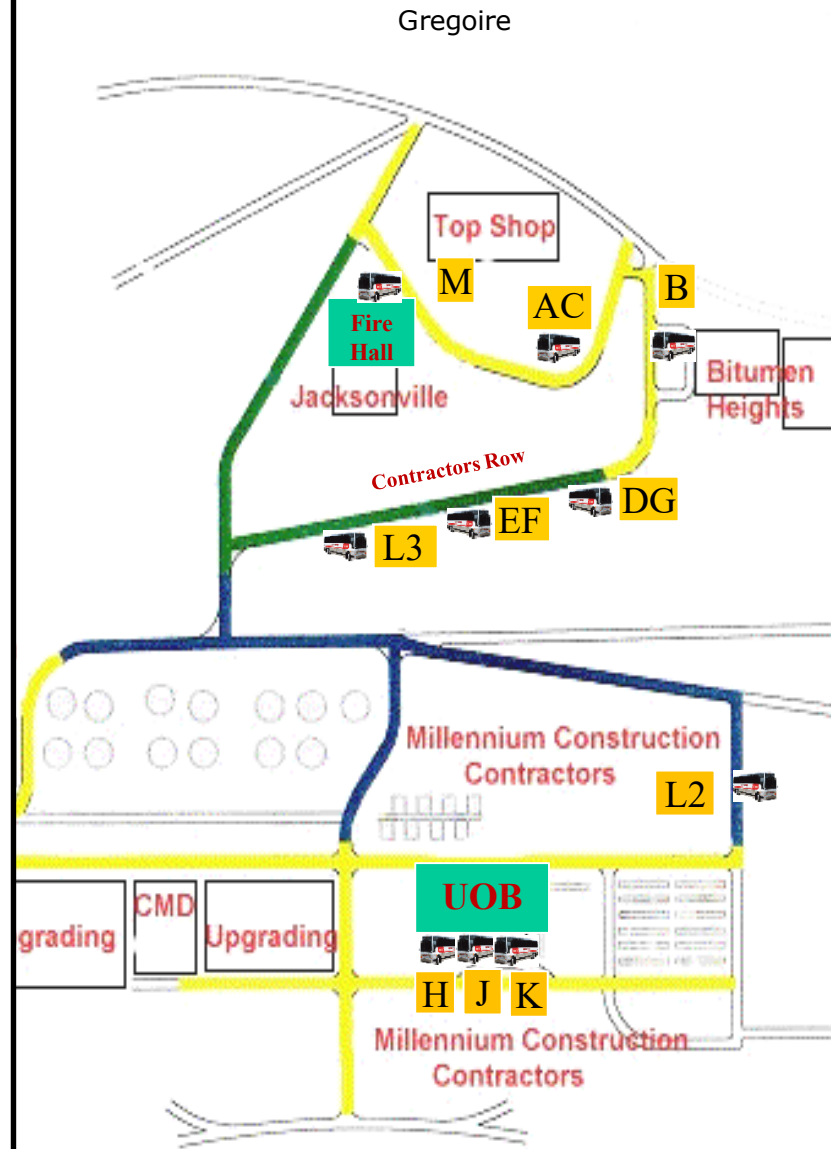 Gregoire
Top Shop
M
B
AC
Fire
Hall
Bitumen
Heights
Jacksonville
Contractors Row
DG
EF
L3
Millennium Construction
Contractors
L2
UOB
CMD
grading
Upgrading
H
J
K
Millennium Construction
Contractors